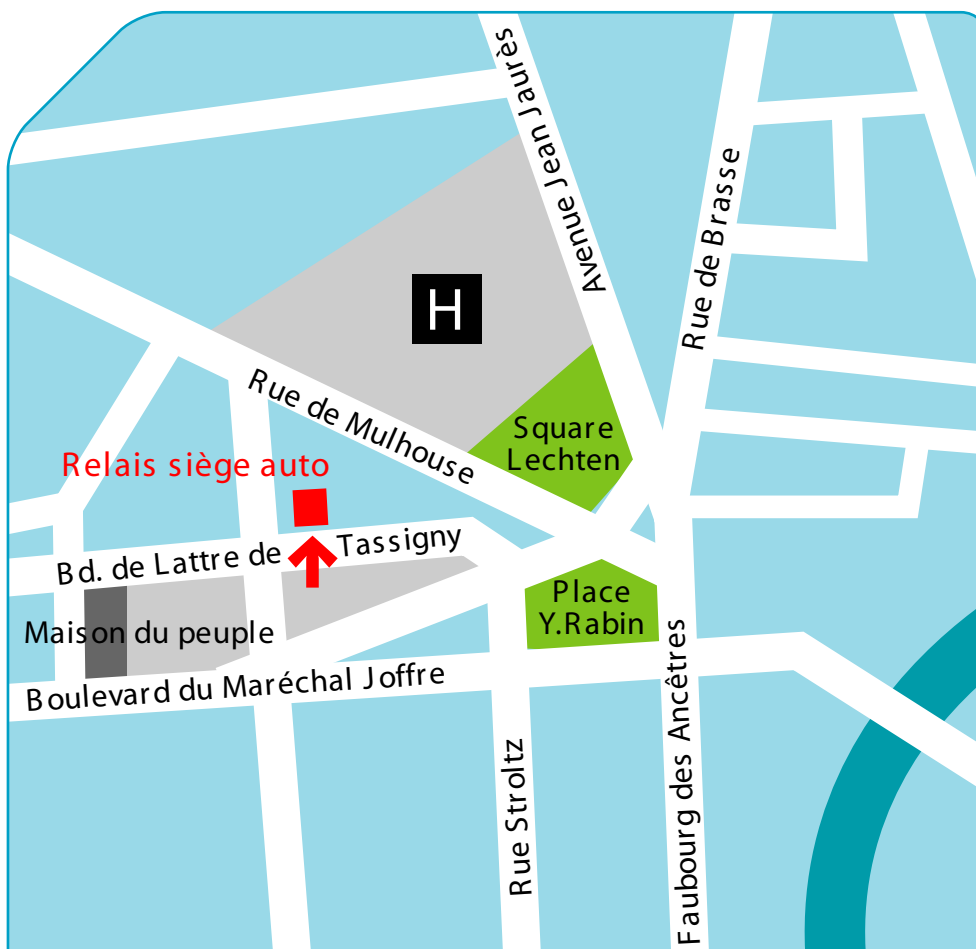 Avenue Jean Jaurès
Rue de Brasse
H
Rue de Mulhouse
Square
Lechten
Relais siège auto
Bd. de Lattre de Tassigny
Place
Y.Rabin
Maison du peuple
Boulevard du Maréchal Joffre
Rue Stroltz
Faubourg des Ancêtres